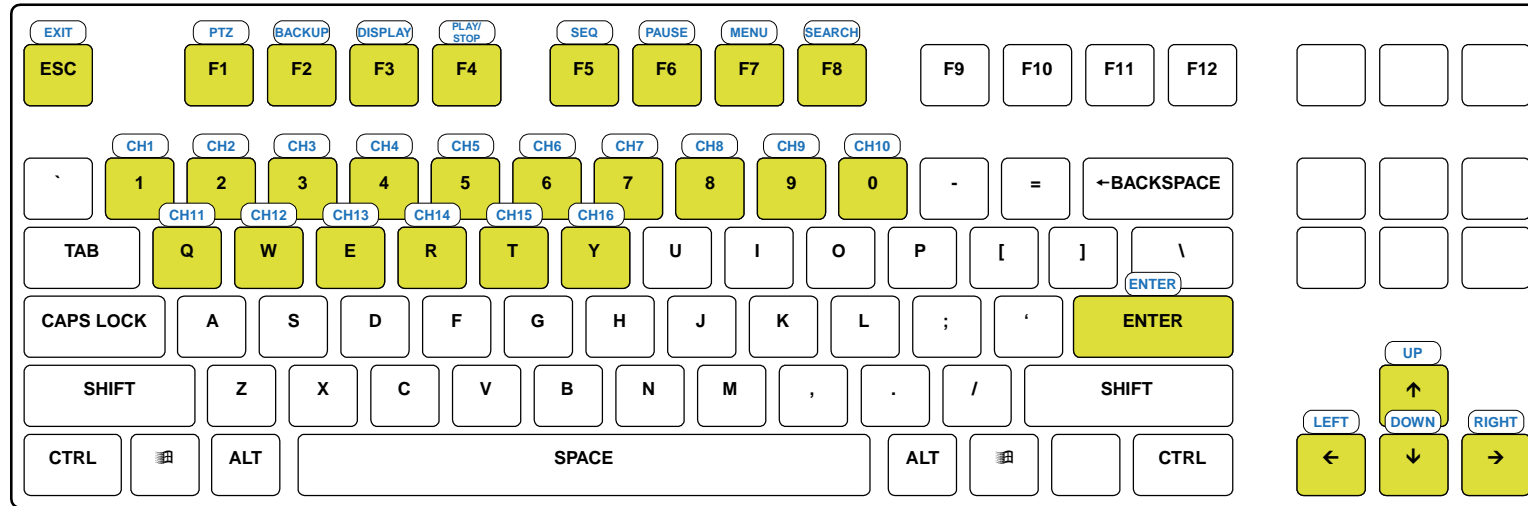 EXIT PTZ BACKUP DISPLAY PLAY/ STOP SEQ PAUSE MENU SEARCH
ESC F1 F2 F3 F4 F5 F6 F7 F8 F9 F10 F11 F12
CH1 CH2 CH3 CH4 CH5 CH6 CH7 CH8 CH9 CH10
` 1 2 3 4 5 6 7 8 9 0 - = ←BACKSPACE
CH11 CH12 CH13 CH14 CH15 CH16
TAB Q W E R T Y U I O P [ ] \
ENTER
CAPS LOCK A S D F G H J K L ; ‘ ENTER
UP
SHIFT Z X C V B N M , . / SHIFT ↑
LEFT DOWN RIGHT
CTRL ALT SPACE ALT CTRL ← ↓ →